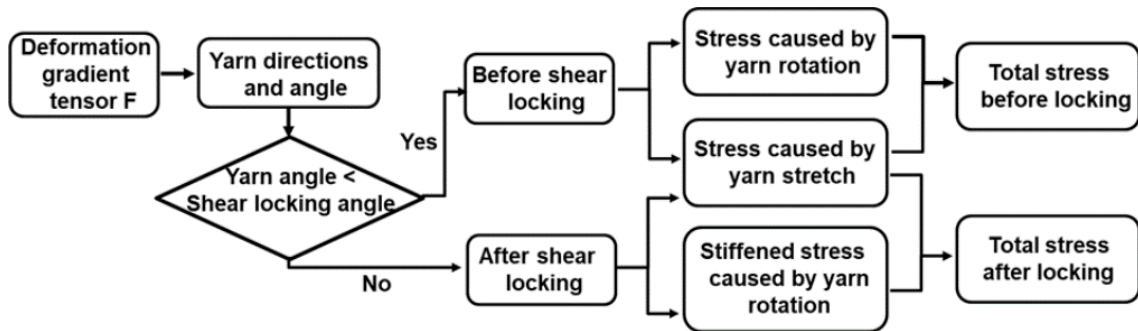 Deformation
gradient
tensor F
Yarn directions
and angle
Yarn angle <
Shear locking angle
Yes
No
Before shear
locking
After shear
locking
Stress caused by
yarn rotation
Stress caused by
yarn stretch
Stiffened stress
caused by yarn
rotation
Total stress
before locking
Total stress
after locking